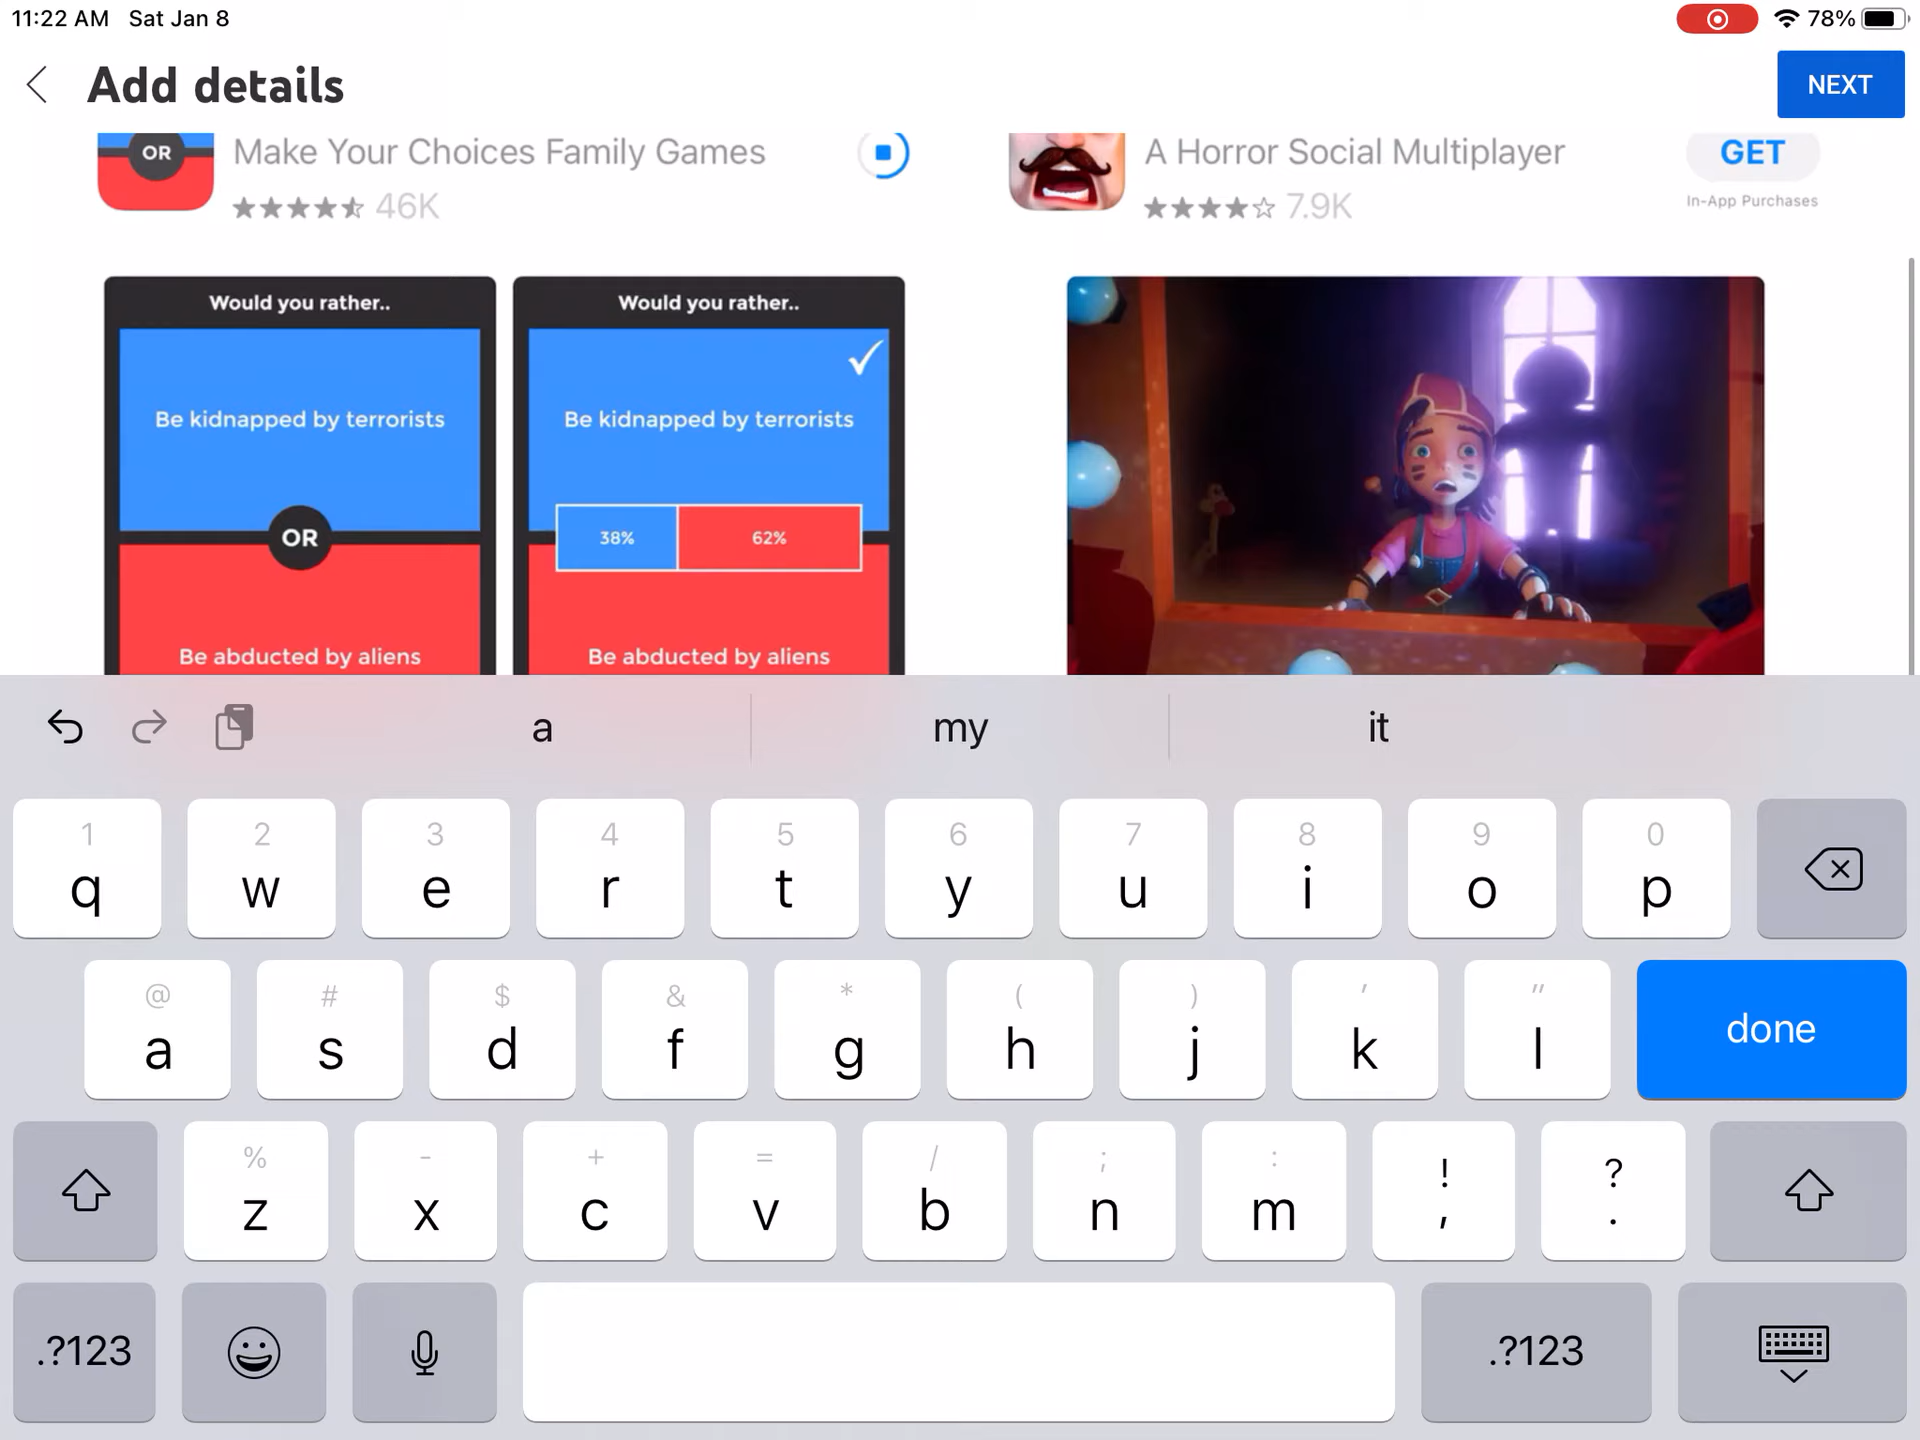 11:22 AM Sat Jan 8
78%
Add details
NEXT
OR
Make Your Choices Family Games
46K
A Horror Social Multiplayer
7.9K
GET
In-App Purchases
Would you rather..
Be kidnapped by terrorists
OR
Be abducted by aliens
Would you rather..
Be kidnapped by terrorists
38% 62%
Be abducted by aliens
a my it
1 2 3 4 5 6 7 8 9 0
q w e r t y u i o p
@ # $ & * ( ) ' "
a s d f g h j k l done
% - + = / ; : ! ?
z x c v b n m , .
.?123 .?123